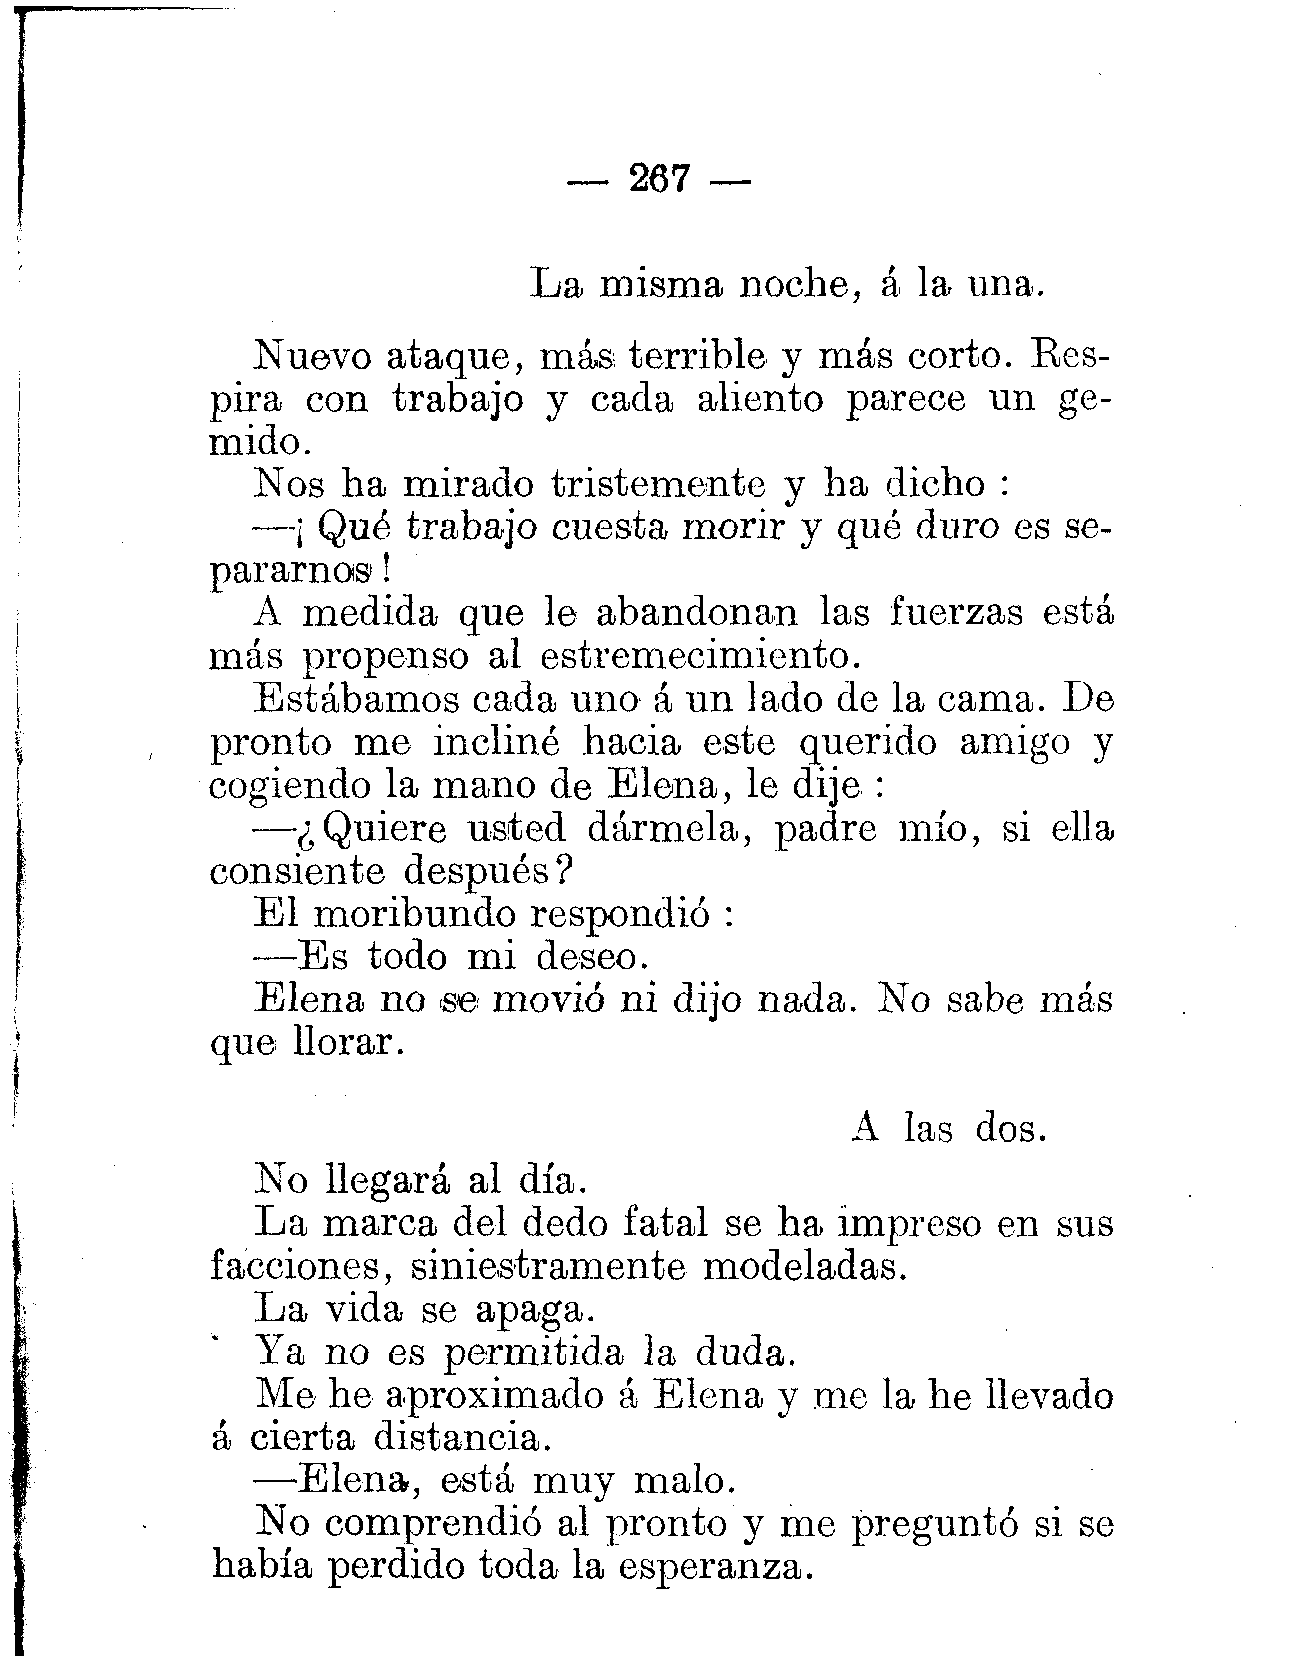 — 267 —
La misma noche, á la una.
Nuevo ataque, más terrible y más corto. Res-
pira con trabajo y cada aliento parece un ge-
mido.
Nos ha mirado tristemente y ha dicho :
—¡ Qué trabajo cuesta morir y qué duro es se-
pararnos !
A medida que le abandonan las fuerzas está
más propenso al estremecimiento.
Estábamos cada uno á un lado de la cama. De
pronto me incliné hacia este querido amigo y
cogiendo la mano de Elena, le dije :
—¿Quiere usted dármela, padre mío, si ella
consiente después?
El moribundo respondió :
—Es todo mi deseo.
Elena no se movió ni dijo nada. No sabe más
que llorar.
A las dos.
No llegará al día.
La marca del dedo fatal se ha impreso en sus
facciones, siniestramente modeladas.
La vida se apaga.
Ya no es permitida la duda.
Me he aproximado á Elena y me la he llevado
á cierta distancia.
—Elena, está muy malo.
No comprendió al pronto y me preguntó si se
había perdido toda la esperanza.